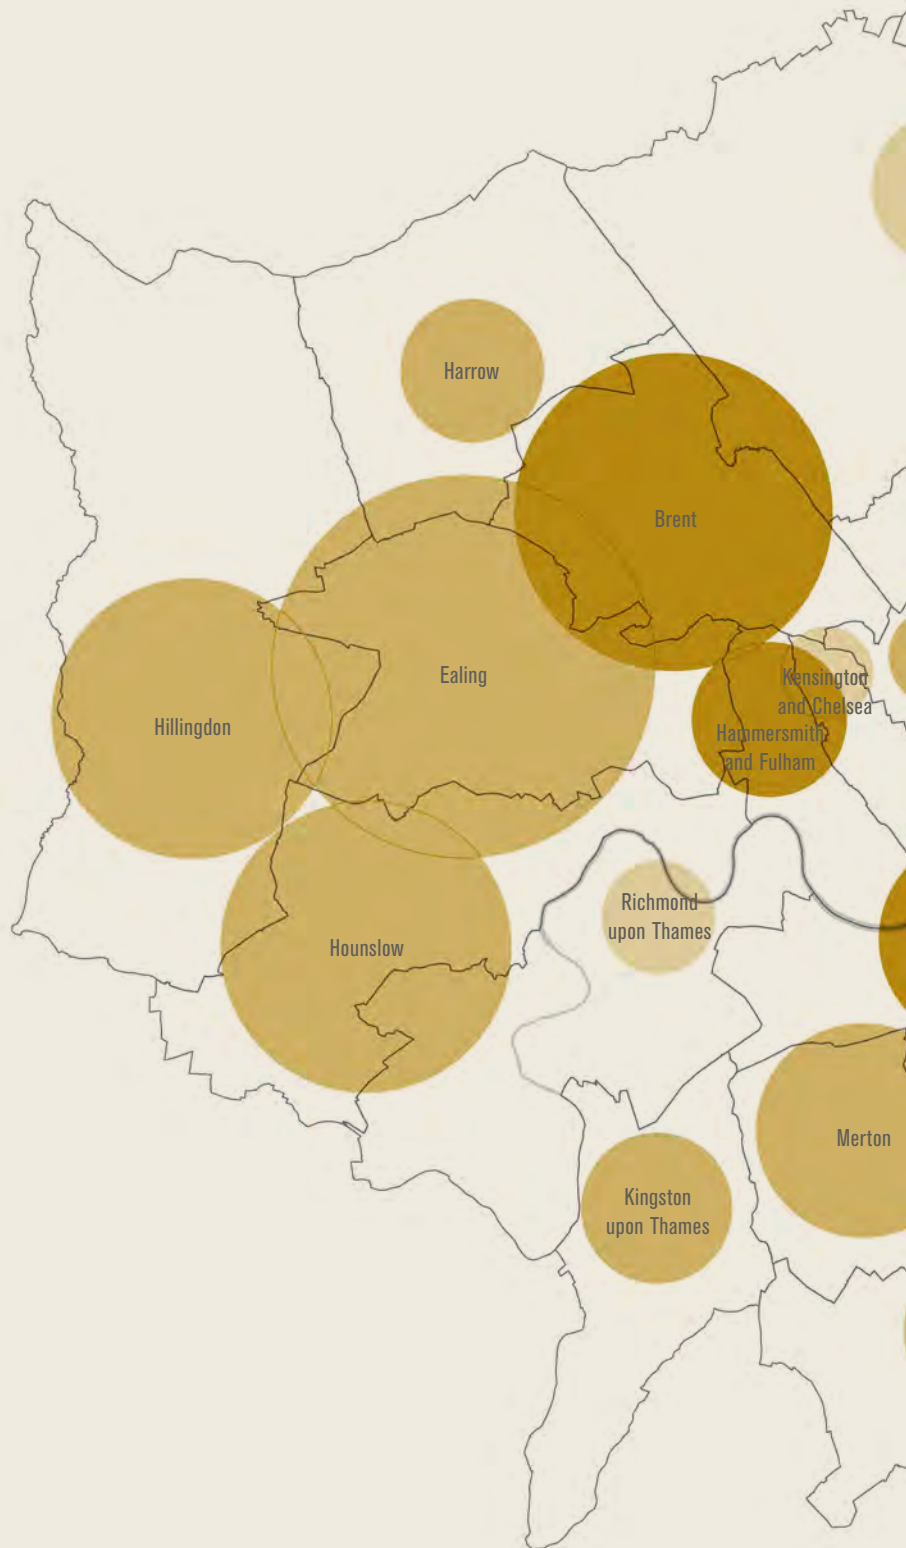 Harrow
Brent
Ealing
Kensington
and Chelsea
Hillingdon
Hammersmith
and Fulham
Richmond
upon Thames
Hounslow
Merton
Kingston
upon Thames